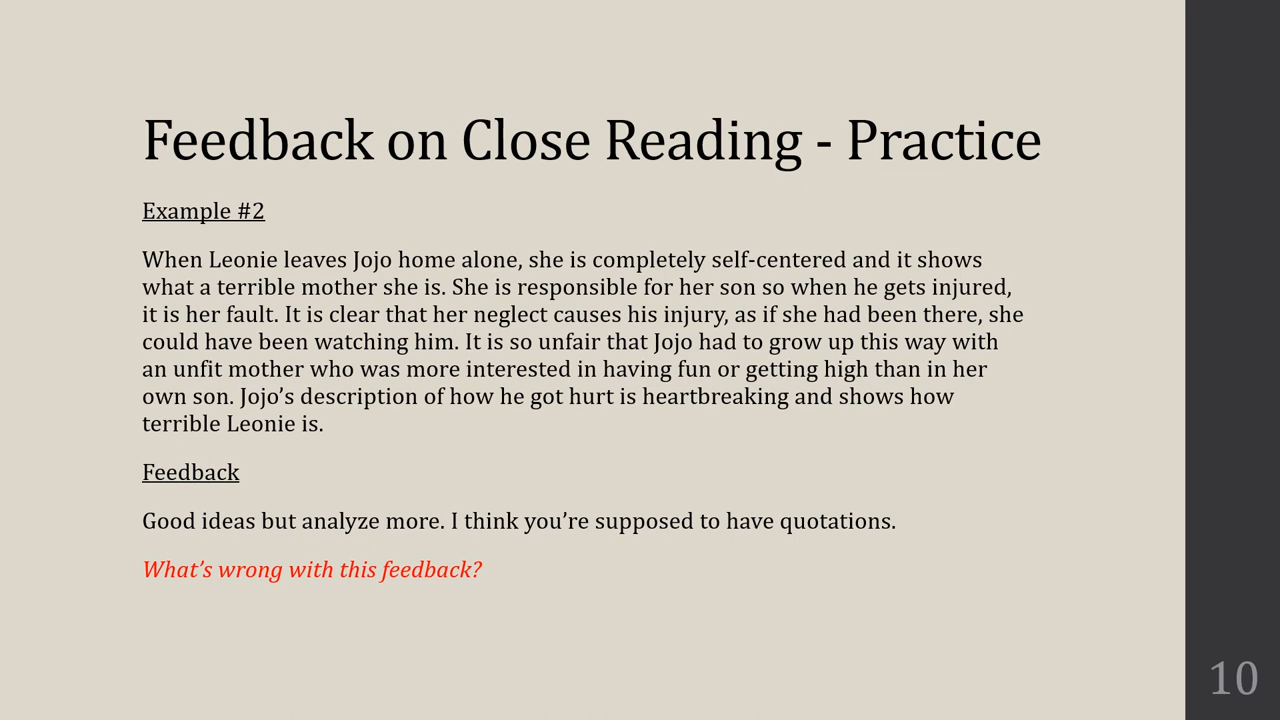 Feedback on Close Reading - Practice
Example #2
When Leonie leaves Jojo home alone, she is completely self-centered and it shows
what a terrible mother she is. She is responsible for her son so when he gets injured,
it is her fault. It is clear that her neglect causes his injury, as if she had been there, she
could have been watching him. It is so unfair that Jojo had to grow up this way with
an unfit mother who was more interested in having fun or getting high than in her
own son. Jojo’s description of how he got hurt is heartbreaking and shows how
terrible Leonie is.
Feedback
Good ideas but analyze more. I think you’re supposed to have quotations.
What’s wrong with this feedback?
10